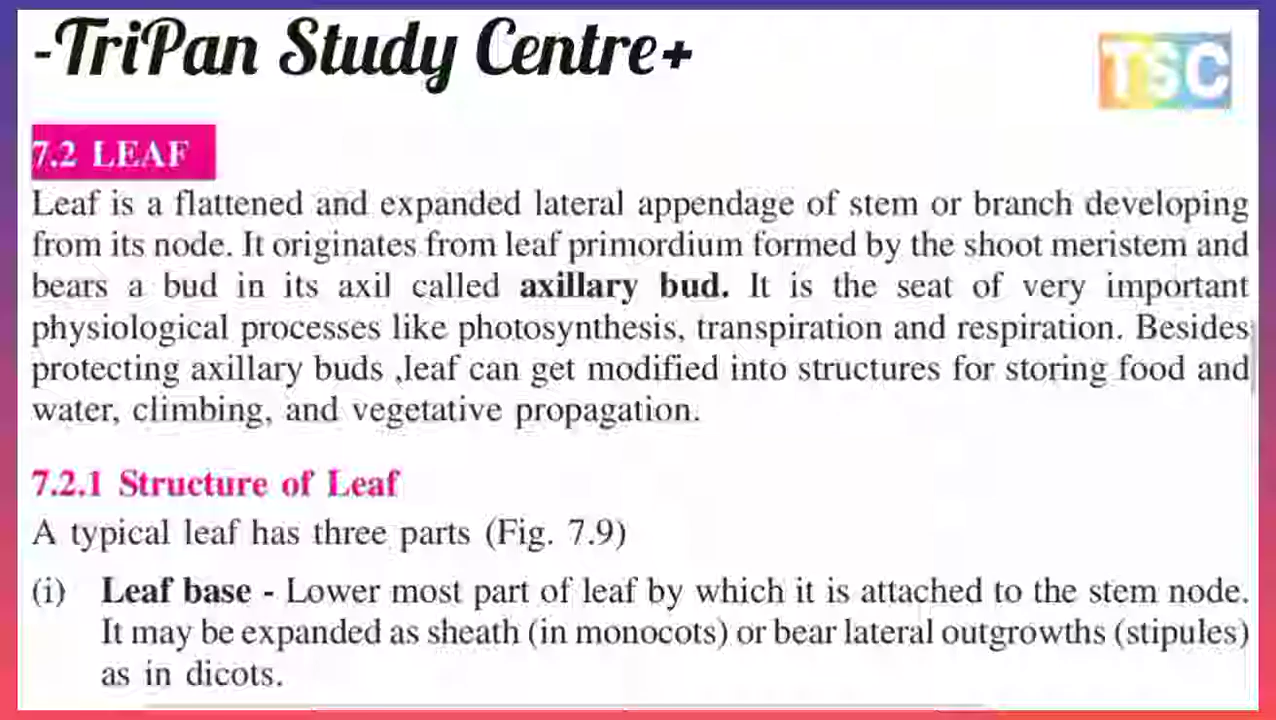 -TriPan Study Centre+
TSC
7.2 LEAF
Leaf is a flattened and expanded lateral appendage of stem or branch developing
from its node. It originates from leaf primordium formed by the shoot meristem and
bears a bud in its axil called axillary bud. It is the seat of very important
physiological processes like photosynthesis, transpiration and respiration. Besides
protecting axillary buds ,leaf can get modified into structures for storing food and
water, climbing, and vegetative propagation.
7.2.1 Structure of Leaf
A typical leaf has three parts (Fig. 7.9)
(i) Leaf base - Lower most part of leaf by which it is attached to the stem node.
It may be expanded as sheath (in monocots) or bear lateral outgrowths (stipules)
as in dicots.